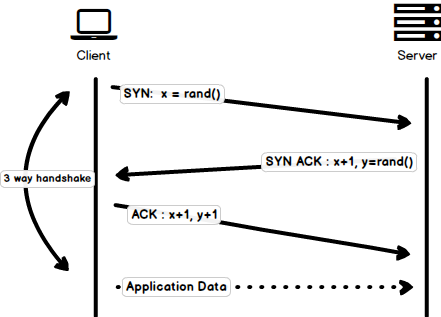 Client
Server
SYN: x = rand()
SYN ACK : x+1, y=rand()
3 way handshake
ACK : x+1, y+1
Application Data